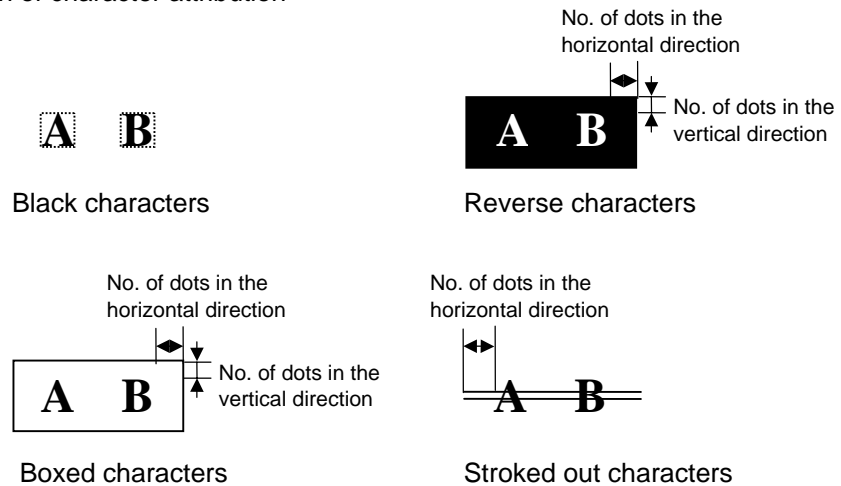 of character attribution
No. of dots in the
horizontal direction
No. of dots in the
vertical direction
A B
A B
Black characters
Reverse characters
No. of dots in the
horizontal direction
No. of dots in the
horizontal direction
No. of dots in the
vertical direction
A B
A B
Boxed characters
Stroked out characters